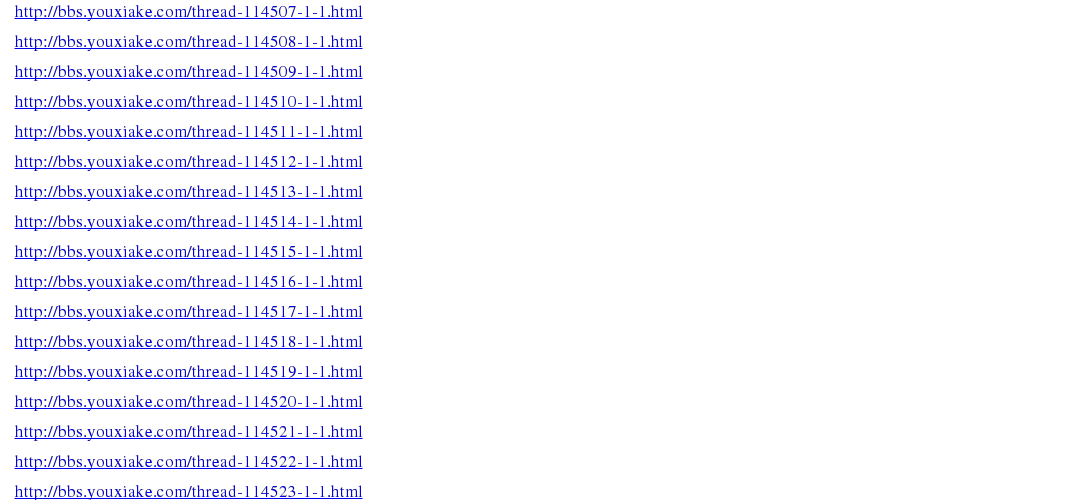 http://bbs.youxiake.com/thread-114507-1-1.html
http://bbs.youxiake.com/thread-114508-1-1.html
http://bbs.youxiake.com/thread-114509-1-1.html
http://bbs.youxiake.com/thread-114510-1-1.html
http://bbs.youxiake.com/thread-114511-1-1.html
http://bbs.youxiake.com/thread-114512-1-1.html
http://bbs.youxiake.com/thread-114513-1-1.html
http://bbs.youxiake.com/thread-114514-1-1.html
http://bbs.youxiake.com/thread-114515-1-1.html
http://bbs.youxiake.com/thread-114516-1-1.html
http://bbs.youxiake.com/thread-114517-1-1.html
http://bbs.youxiake.com/thread-114518-1-1.html
http://bbs.youxiake.com/thread-114519-1-1.html
http://bbs.youxiake.com/thread-114520-1-1.html
http://bbs.youxiake.com/thread-114521-1-1.html
http://bbs.youxiake.com/thread-114522-1-1.html
http://bbs.youxiake.com/thread-114523-1-1.html